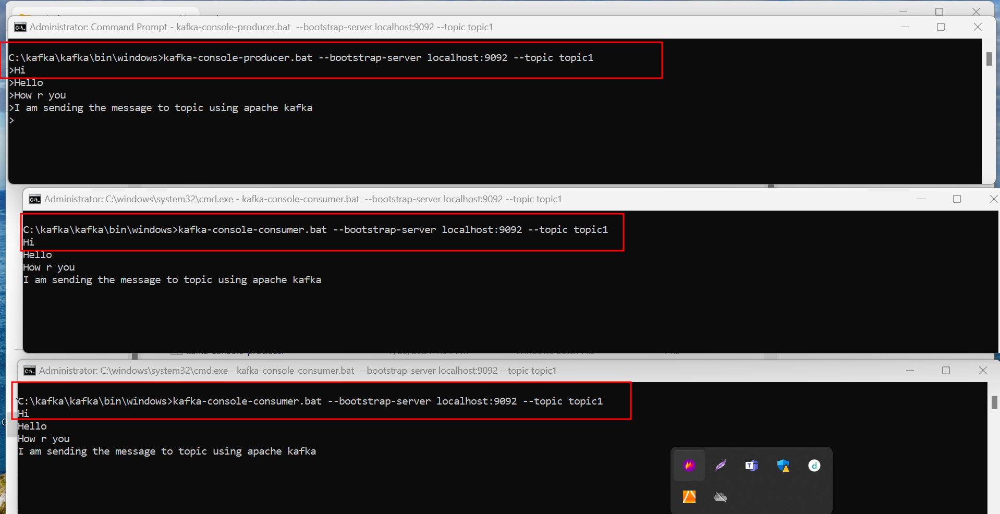 Administrator: Command Prompt - kafka-console-producer.bat  --bootstrap-server localhost:9092 --topic topic1
C:\kafka\kafka\bin\windows>kafka-console-producer.bat --bootstrap-server localhost:9092 --topic topic1
>Hi
>Hello
>How r you
>I am sending the message to topic using apache kafka
>
Administrator: C:\windows\system32\cmd.exe - kafka-console-consumer.bat  --bootstrap-server localhost:9092 --topic topic1
C:\kafka\kafka\bin\windows>kafka-console-consumer.bat --bootstrap-server localhost:9092 --topic topic1
Hi
Hello
How r you
I am sending the message to topic using apache kafka
Administrator: C:\windows\system32\cmd.exe - kafka-console-consumer.bat  --bootstrap-server localhost:9092 --topic topic1
C:\kafka\kafka\bin\windows>kafka-console-consumer.bat --bootstrap-server localhost:9092 --topic topic1
Hi
Hello
How r you
I am sending the message to topic using apache kafka